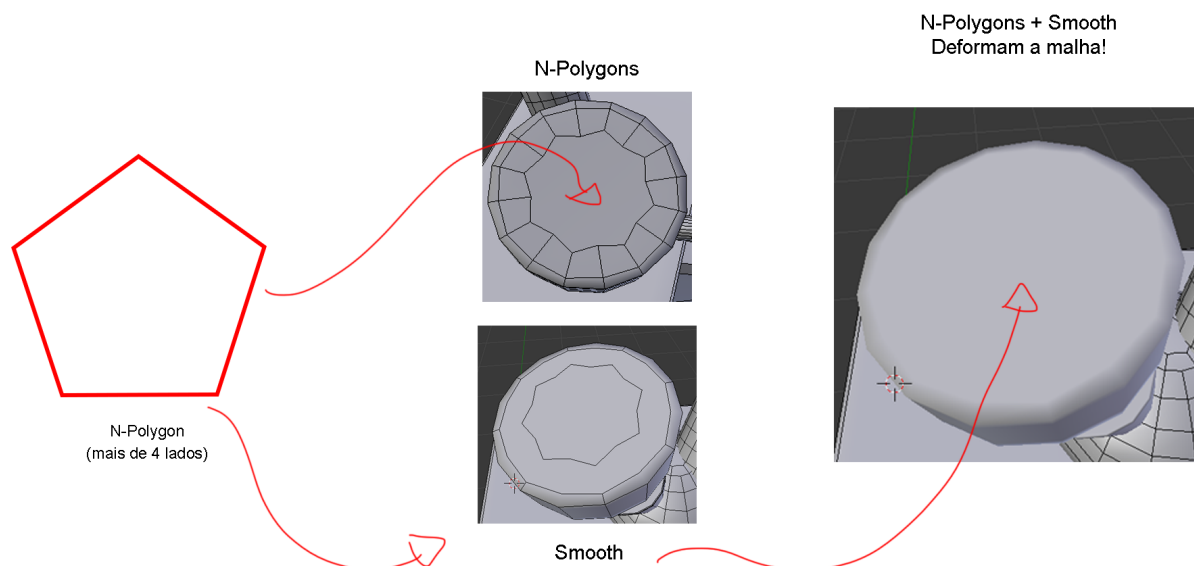 N-Polygons + Smooth
Deformam a malha!
N-Polygons
N-Polygon
(mais de 4 lados)
Smooth